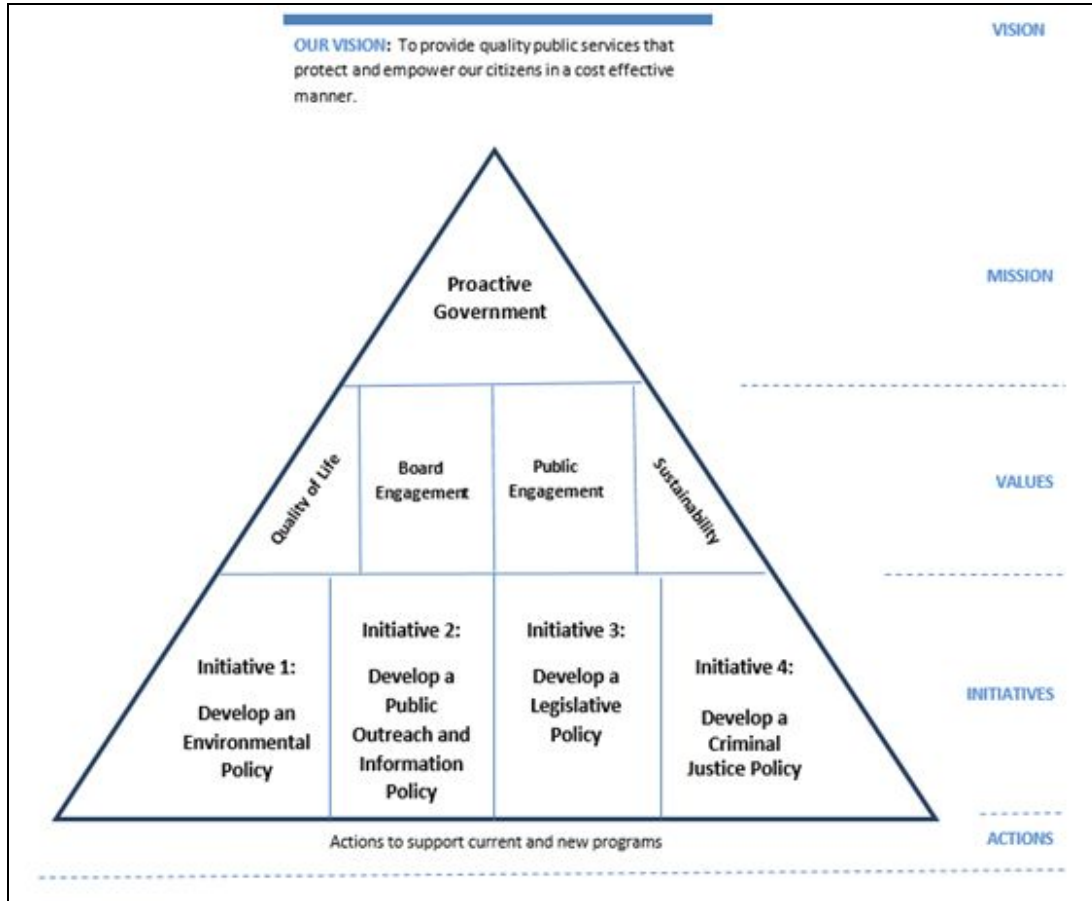 VISION
OUR VISION: To provide quality public services that
protect and empower our citizens in a cost effective
manner.
Proactive
Government
MISSION
Quality of Life
Board
Engagement
Public
Engagement
Sustainability
VALUES
Initiative 1:
Develop an
Environmental
Policy
Initiative 2:
Develop a
Public
Outreach and
Information
Policy
Initiative 3:
Develop a
Legislative
Policy
Initiative 4:
Develop a
Criminal
Justice Policy
INITIATIVES
Actions to support current and new programs
ACTIONS